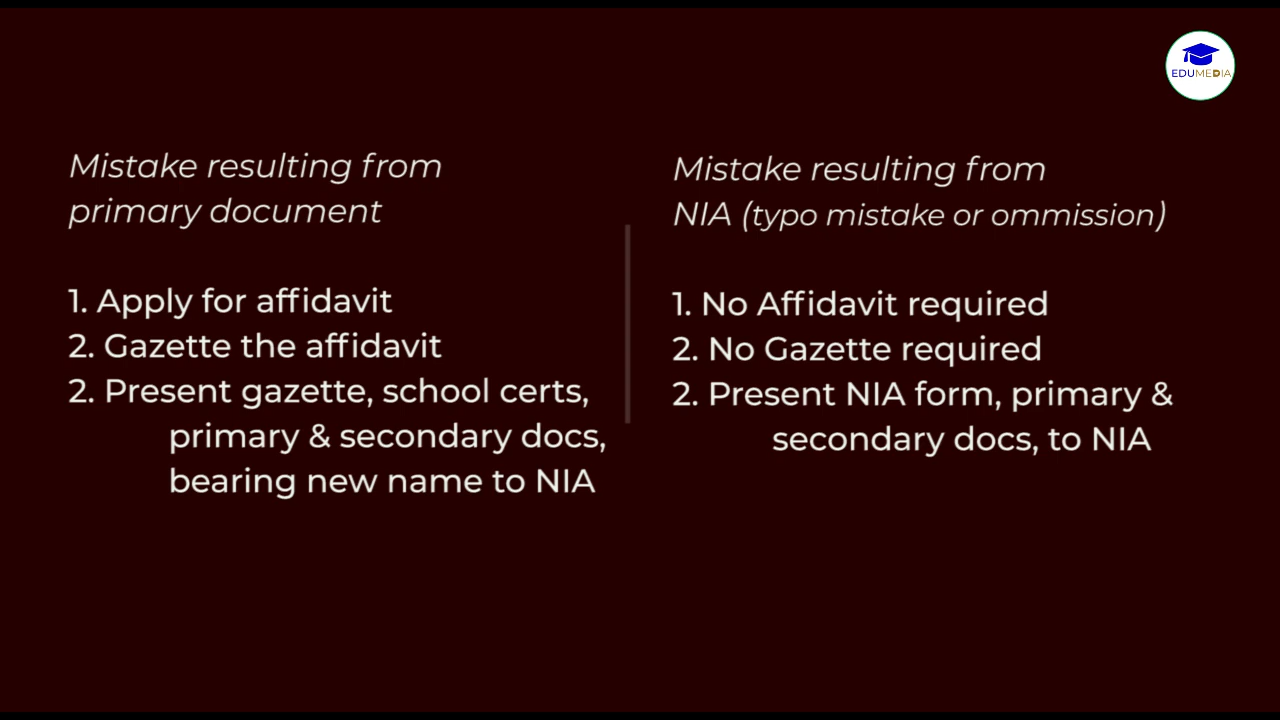 EDUMEDIA
Mistake resulting from
primary document
1. Apply for affidavit
2. Gazette the affidavit
2. Present gazette, school certs,
primary & secondary docs,
bearing new name to NIA
Mistake resulting from
NIA (typo mistake or ommission)
1. No Affidavit required
2. No Gazette required
2. Present NIA form, primary &
secondary docs, to NIA